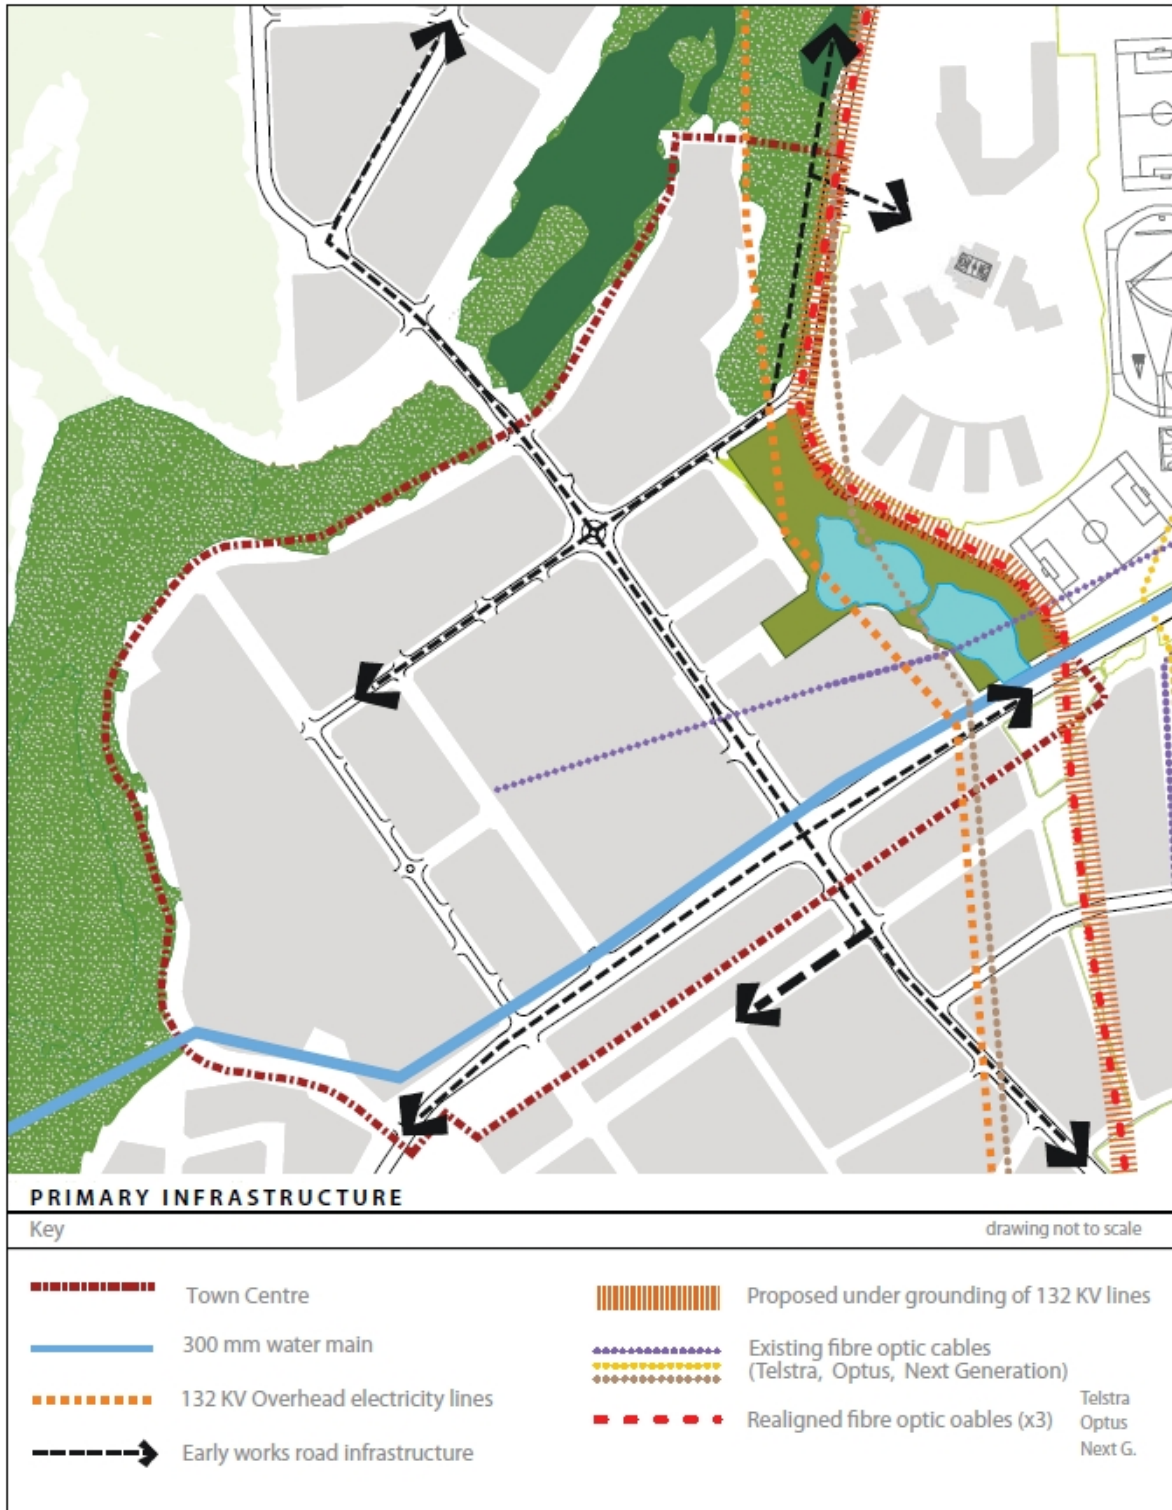 PRIMARY INFRASTRUCTURE
Key
drawing not to scale
Town Centre
300 mm water main
132 KV Overhead electricity lines
Early works road infrastructure
Proposed under grounding of 132 KV lines
Existing fibre optic cables
(Telstra, Optus, Next Generation)
Realigned fibre optic oables (x3)
Telstra
Optus
Next G.